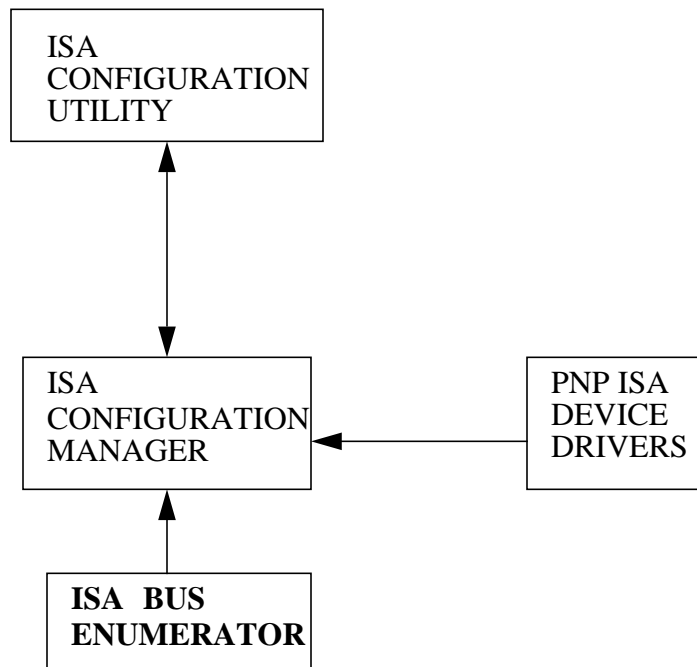 ISA
CONFIGURATION
UTILITY
ISA
CONFIGURATION
MANAGER
PNP ISA
DEVICE
DRIVERS
ISA BUS
ENUMERATOR